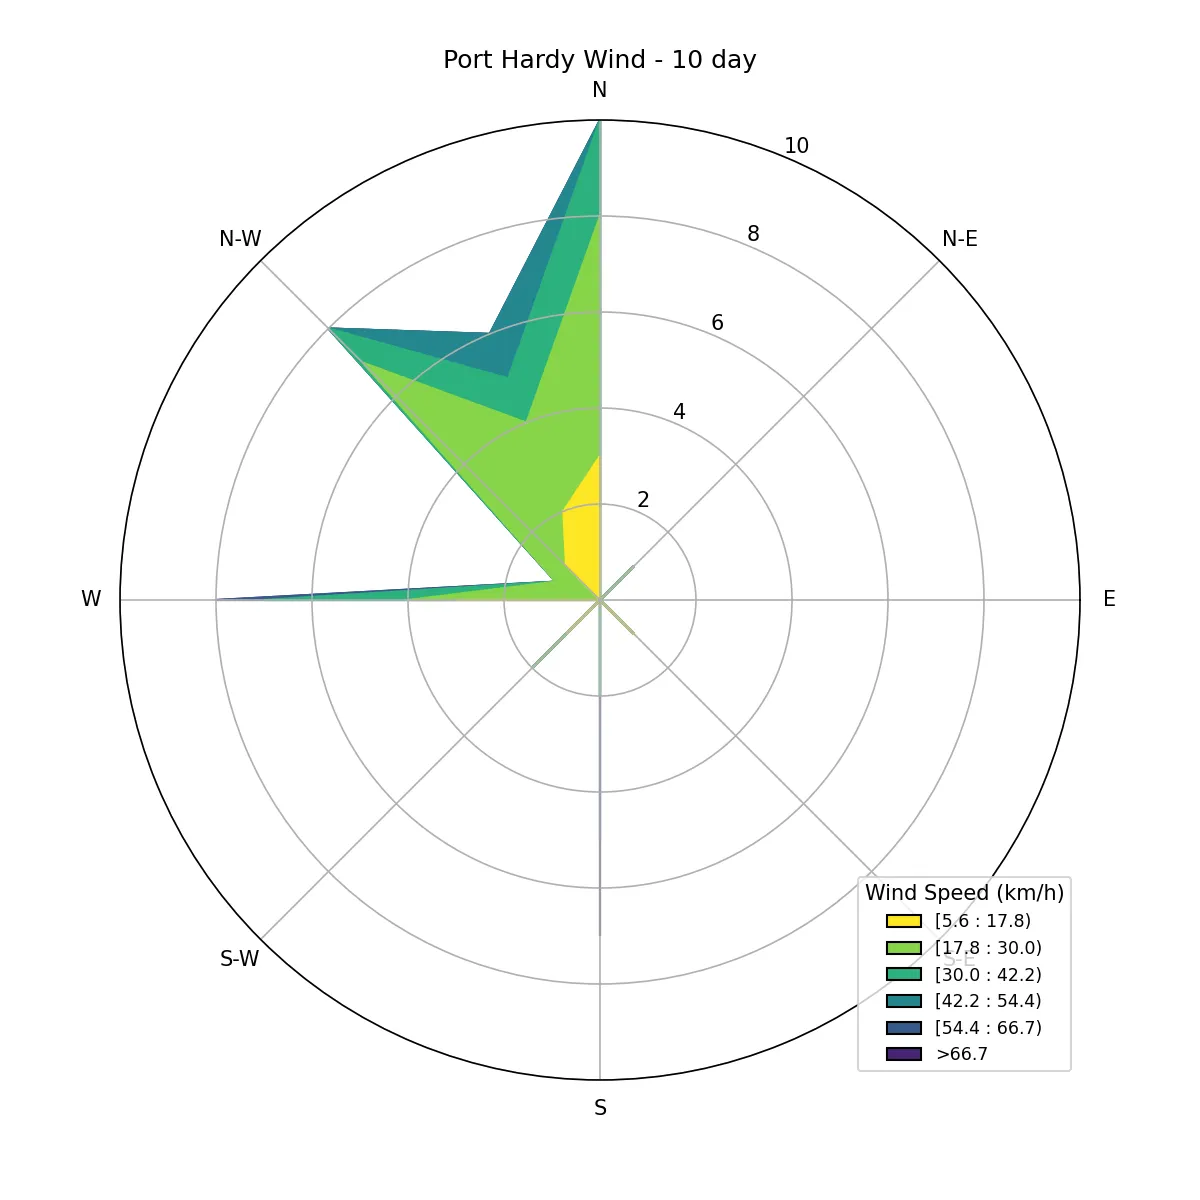 Port Hardy Wind - 10 day
N
10
N-W
N-E
8
6
4
2
W
E
Wind Speed (km/h)
[5.6 : 17.8)
[17.8 : 30.0)
S-W
S-E
[30.0 : 42.2)
[42.2 : 54.4)
[54.4 : 66.7)
>66.7
S